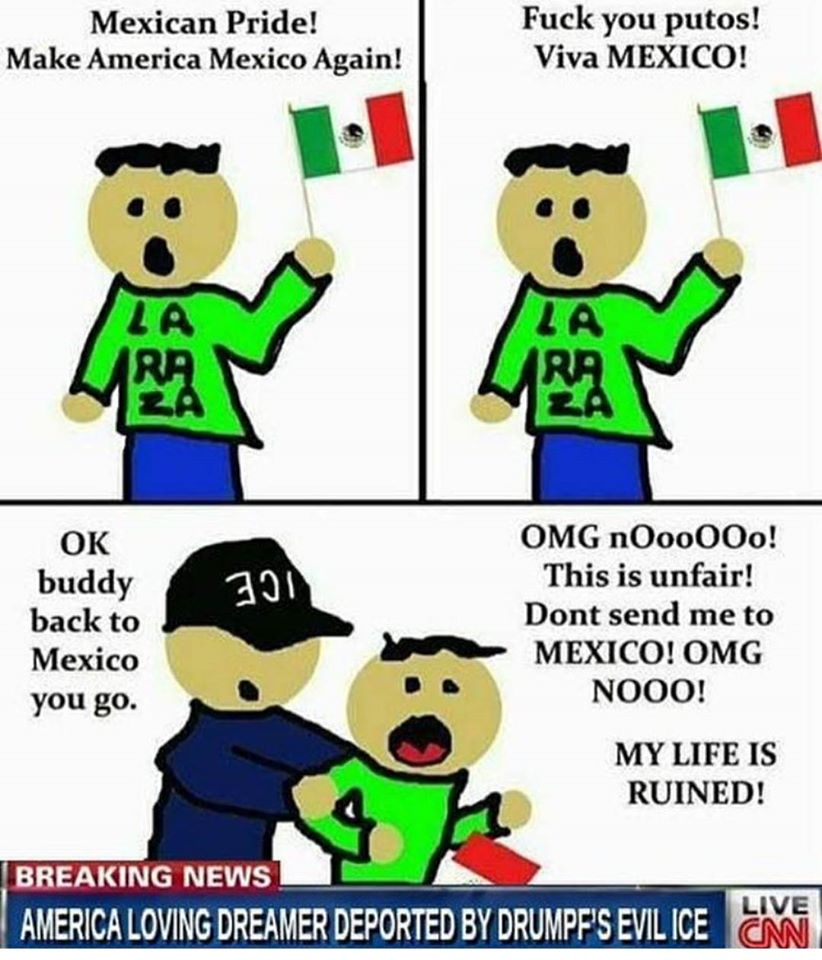 Mexican Pride!
Make America Mexico Again!
LA
RA
ZA
Fuck you putos!
Viva MEXICO!
LA
RA
ZA
OK
buddy
back to
Mexico
you go.
ICE
OMG nOooOOo!
This is unfair!
Dont send me to
MEXICO! OMG
NOOO!
MY LIFE IS
RUINED!
BREAKING NEWS
AMERICA LOVING DREAMER DEPORTED BY DRUMPF'S EVIL ICE
LIVE
CNN